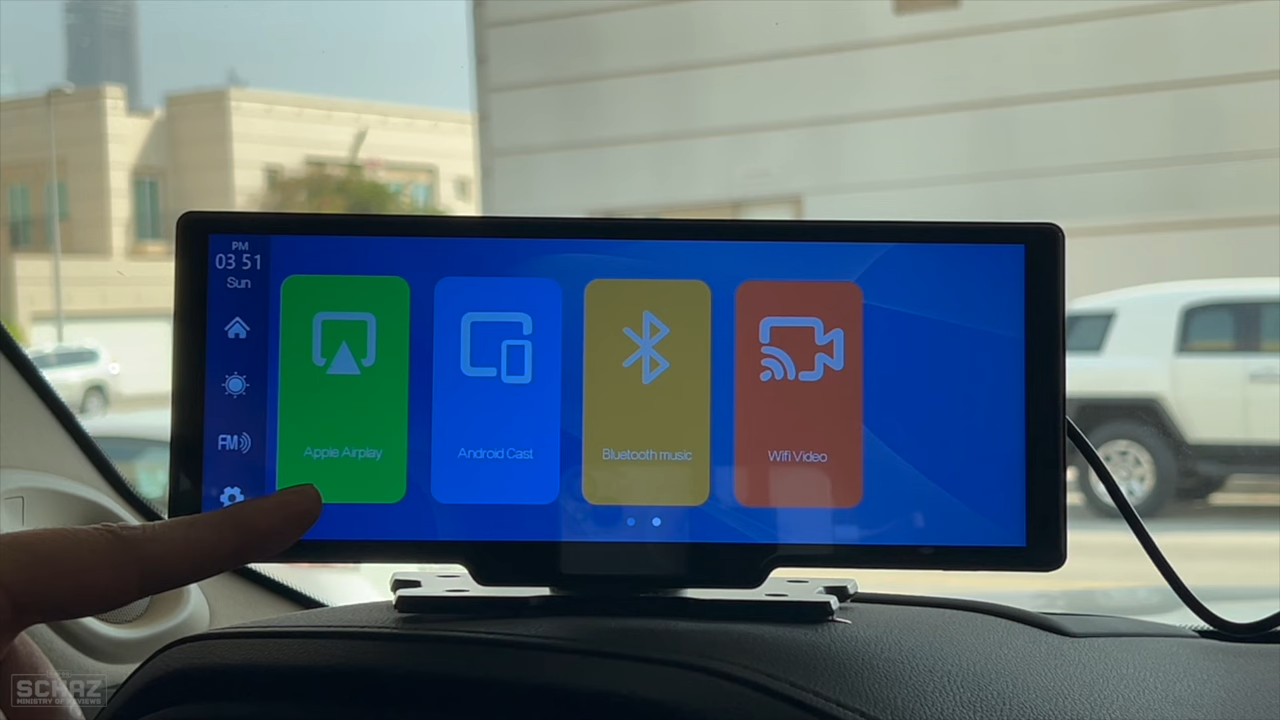 PM
03 51
Sun
FM
Apple Airplay
Android Cast
Bluetooth music
Wifi Video
SCHAZ
MINISTRY OF REVIEWS